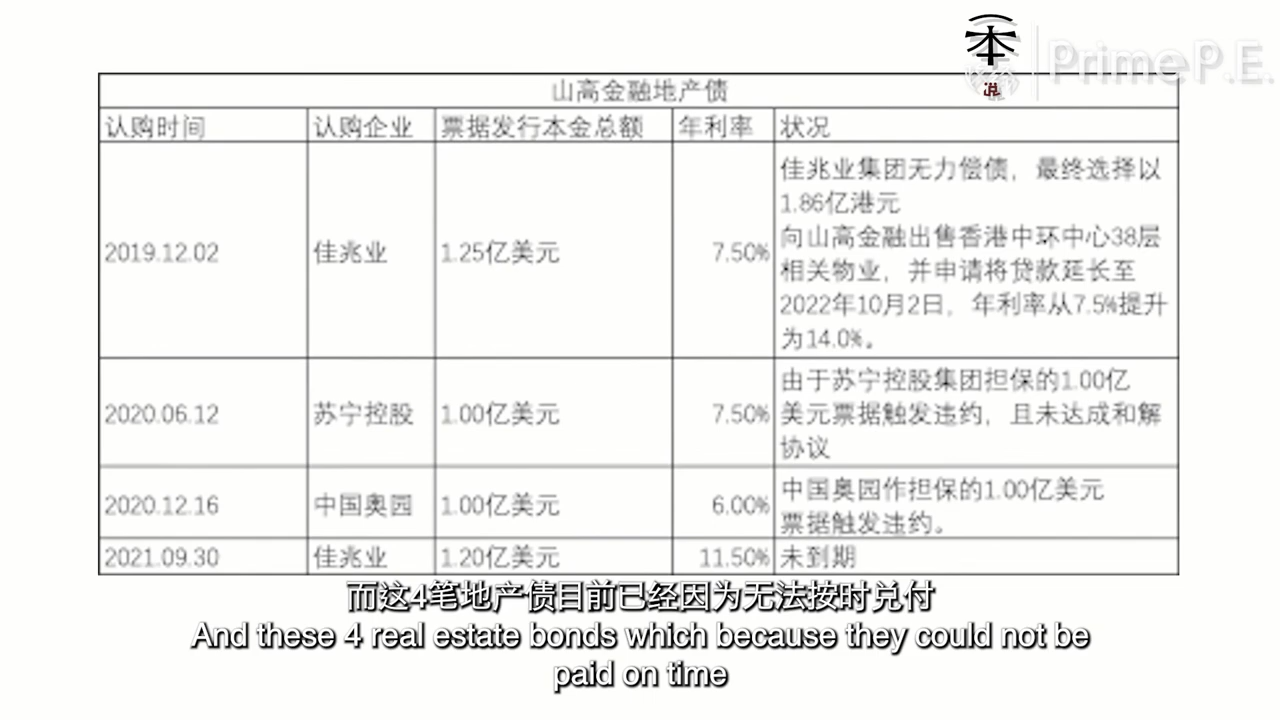 本
兑
PrimeP.E.
山高金融地产债
认购时间 认购企业 票据发行本金总额 年利率 状况
2019.12.02 佳兆业 1.25亿美元 7.50% 佳兆业集团无力偿债，最终选择以
1.86亿港元
向山高金融出售香港中环中心38层
相关物业，并申请将贷款延长至
2022年10月2日，年利率从7.5%提升
为14.0%。
2020.06.12 苏宁控股 1.00亿美元 7.50% 由于苏宁控股集团担保的1.00亿
美元票据触发违约，且未达成和解
协议
2020.12.16 中国奥园 1.00亿美元 6.00% 中国奥园作担保的1.00亿美元
票据触发违约。
2021.09.30 佳兆业 1.20亿美元 11.50% 未到期
而这4笔地产债目前已经因为无法按时兑付
And these 4 real estate bonds which because they could not be
paid on time